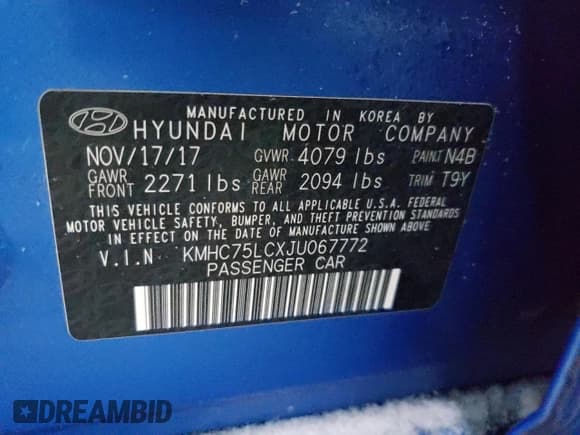 MANUFACTURED IN KOREA BY
HYUNDAI MOTOR COMPANY
NOV/17/17 GVWR 4079 lbs PAINT N4B
GAWR FRONT 2271 lbs GAWR REAR 2094 lbs TRIM T9Y
THIS VEHICLE CONFORMS TO ALL APPLICABLE U.S.A. FEDERAL
MOTOR VEHICLE SAFETY, BUMPER, AND THEFT PREVENTION STANDARDS
IN EFFECT ON THE DATE OF MANUFACTURE SHOWN ABOVE.
V.I.N KMHC75LCXJU067772
PASSENGER CAR
DREAMBID